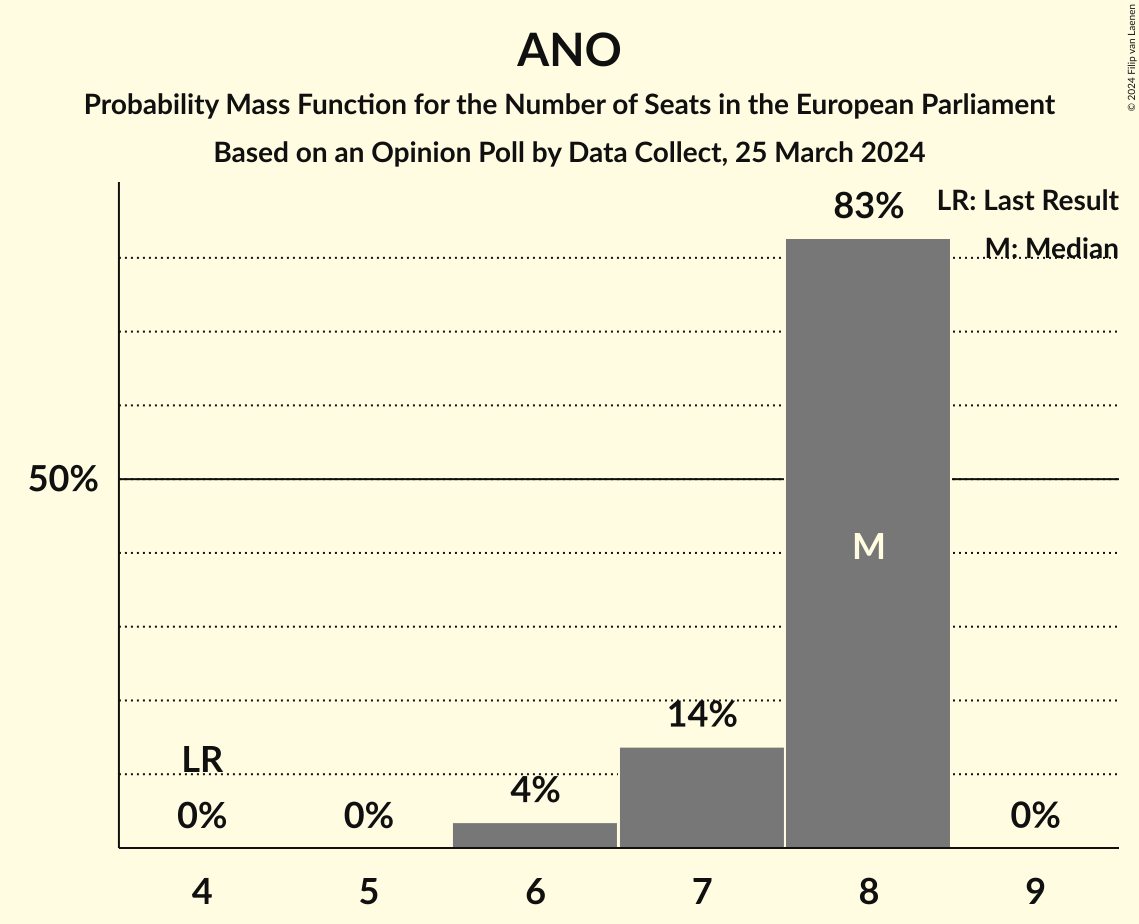 ANO
Probability Mass Function for the Number of Seats in the European Parliament
Based on an Opinion Poll by Data Collect, 25 March 2024
© 2024 Filip van Laenen
LR: Last Result
M: Median
83%
50%
M
14%
LR
4%
0%
0%
0%
4
5
6
7
8
9